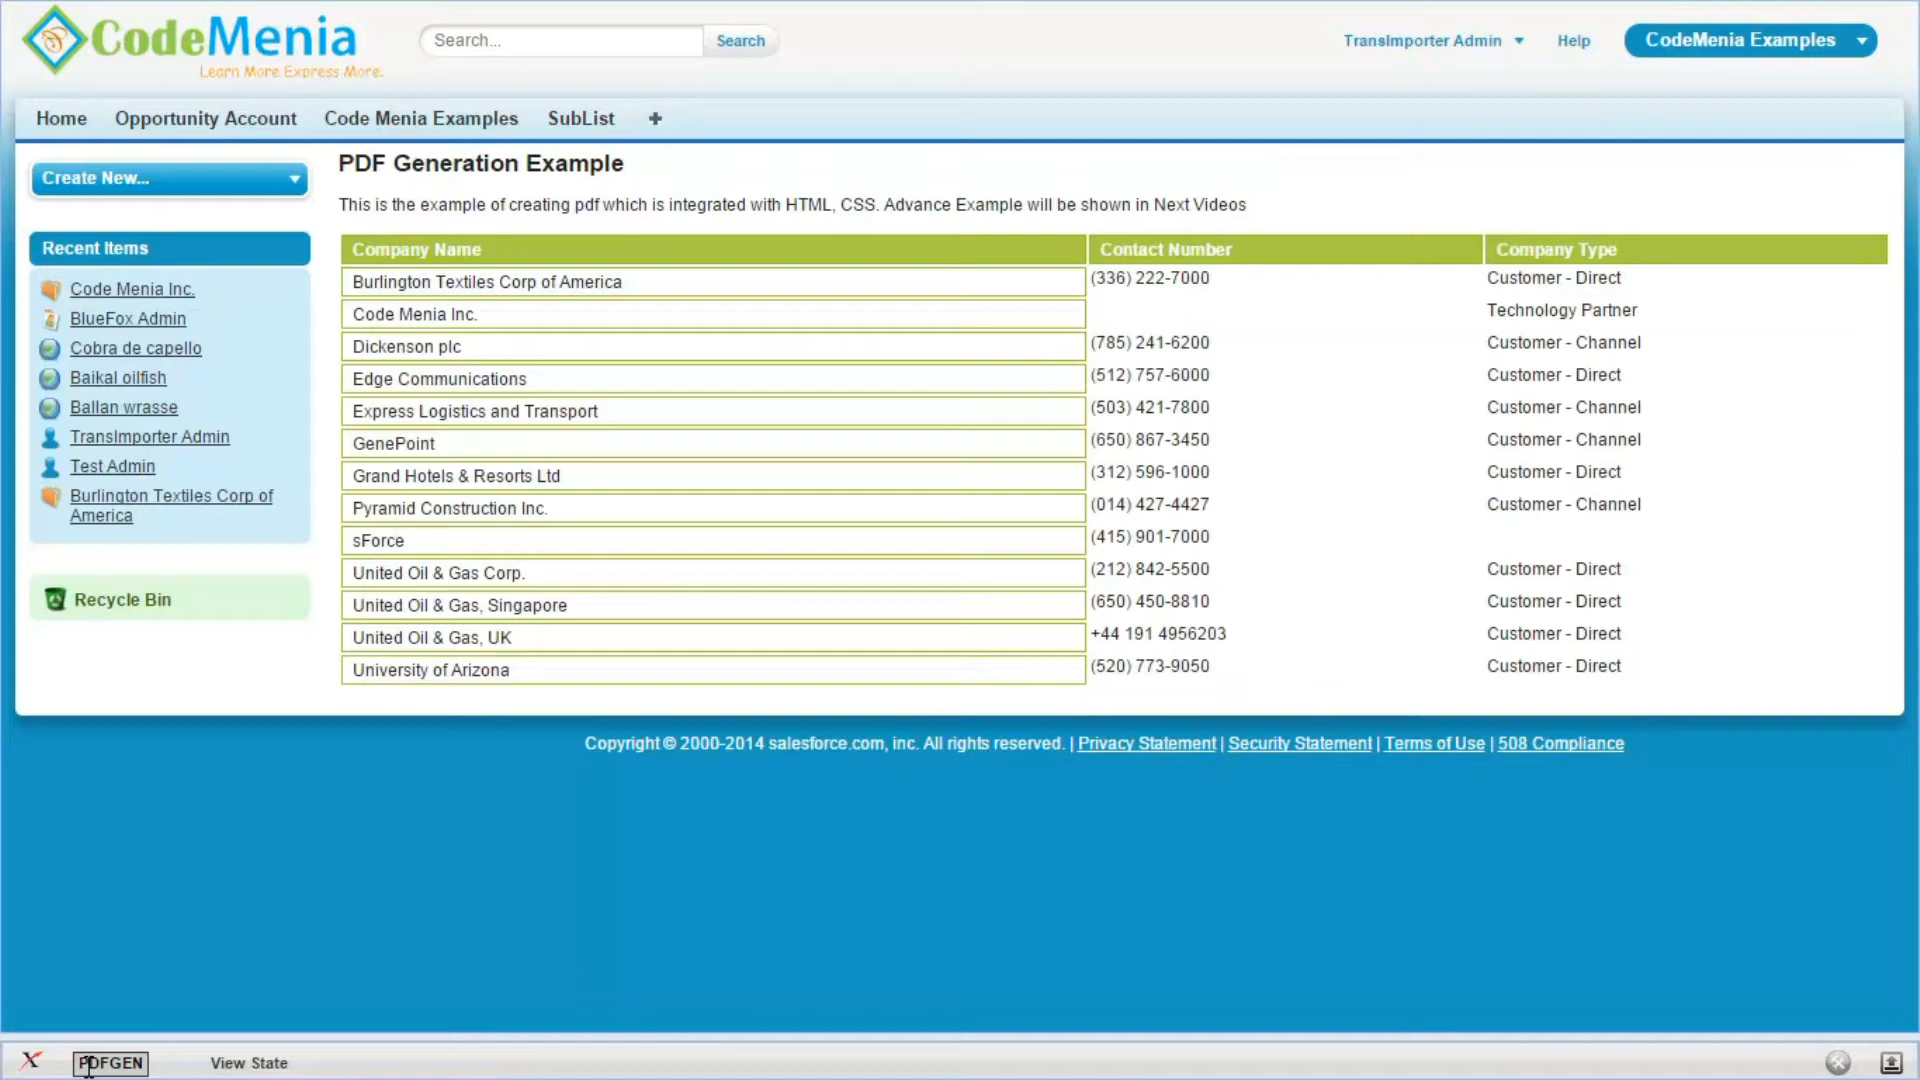 CodeMenia
Learn More Express More.
Search...
Search
TransImporter Admin
Help
CodeMenia Examples
Home
Opportunity Account
Code Menia Examples
SubList
+
Create New...
Recent Items
Code Menia Inc.
BlueFox Admin
Cobra de capello
Baikal oilfish
Ballan wrasse
TransImporter Admin
Test Admin
Burlington Textiles Corp of
America
Recycle Bin
PDF Generation Example
This is the example of creating pdf which is integrated with HTML, CSS. Advance Example will be shown in Next Videos
Company Name Contact Number Company Type
Burlington Textiles Corp of America (336) 222-7000 Customer - Direct
Code Menia Inc. Technology Partner
Dickenson plc (785) 241-6200 Customer - Channel
Edge Communications (512) 757-6000 Customer - Direct
Express Logistics and Transport (503) 421-7800 Customer - Channel
GenePoint (650) 867-3450 Customer - Channel
Grand Hotels & Resorts Ltd (312) 596-1000 Customer - Direct
Pyramid Construction Inc. (014) 427-4427 Customer - Channel
sForce (415) 901-7000
United Oil & Gas Corp. (212) 842-5500 Customer - Direct
United Oil & Gas, Singapore (650) 450-8810 Customer - Direct
United Oil & Gas, UK +44 191 4956203 Customer - Direct
University of Arizona (520) 773-9050 Customer - Direct
Copyright © 2000-2014 salesforce.com, inc. All rights reserved. | Privacy Statement | Security Statement | Terms of Use | 508 Compliance
PDFGEN
View State